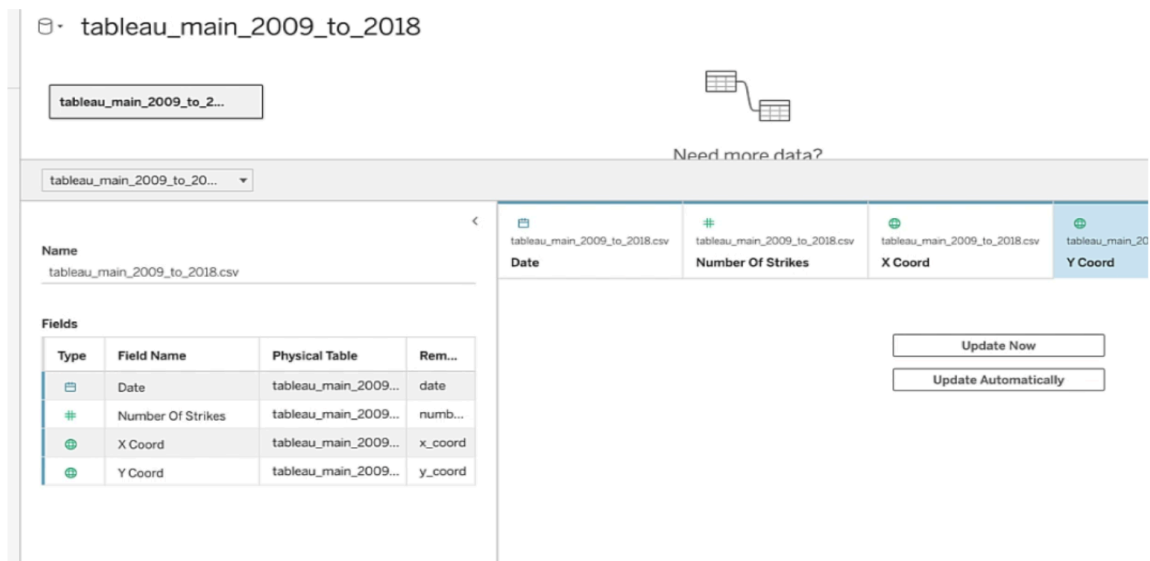 tableau_main_2009_to_2018
tableau_main_2009_to_2...
Need more data?
tableau_main_2009_to_20...
Name
tableau_main_2009_to_2018.csv
Fields
Type Field Name Physical Table Rem...
Date tableau_main_2009... date
Number Of Strikes tableau_main_2009... numb...
X Coord tableau_main_2009... x_coord
Y Coord tableau_main_2009... y_coord
tableau_main_2009_to_2018.csv tableau_main_2009_to_2018.csv tableau_main_2009_to_2018.csv tableau_main_20
Date Number Of Strikes X Coord Y Coord
Update Now
Update Automatically